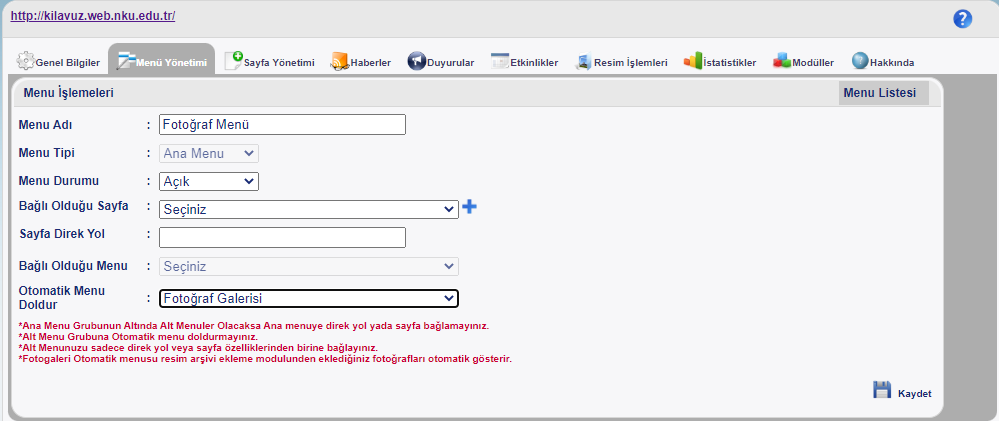 http://kilavuz.web.nku.edu.tr/
?
Genel Bilgiler Menü Yönetimi Sayfa Yönetimi Haberler Duyurular Etkinlikler Resim İşlemleri İstatistikler Modüller Hakkında
Menu İşlemeleri Menu Listesi
Menu Adı : Fotoğraf Menü
Menu Tipi : Ana Menu
Menu Durumu : Açık
Bağlı Olduğu Sayfa : Seçiniz
Sayfa Direk Yol :
Bağlı Olduğu Menu : Seçiniz
Otomatik Menu
Doldur : Fotoğraf Galerisi
*Ana Menu Grubunun Altında Alt Menuler Olacaksa Ana menuye direk yol yada sayfa bağlamayınız.
*Alt Menu Grubuna Otomatik menu doldurmayınız.
*Alt Menunuzu sadece direk yol veya sayfa özelliklerinden birine bağlayınız.
*Fotogaleri Otomatik menusu resim arşivi ekleme modulunden eklediğiniz fotoğrafları otomatik gösterir.
Kaydet